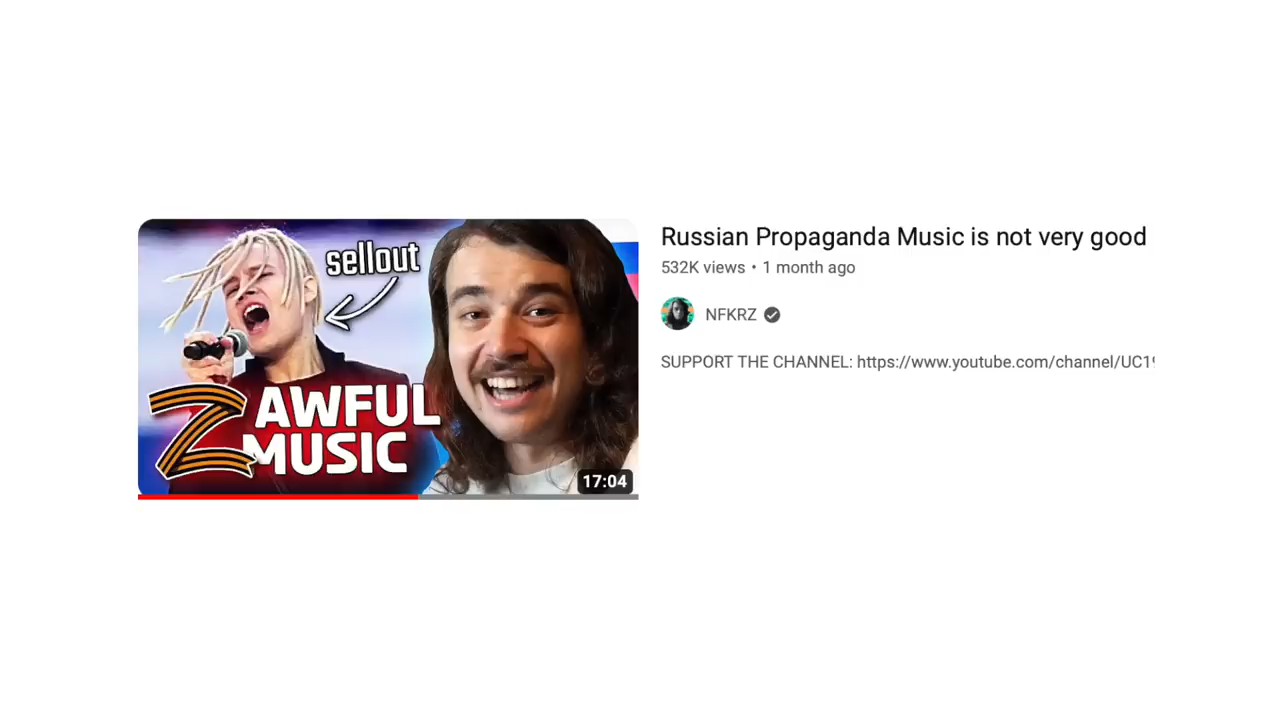 sellout
Z AWFUL
MUSIC
17:04
Russian Propaganda Music is not very good
532K views • 1 month ago
NFKRZ
SUPPORT THE CHANNEL: https://www.youtube.com/channel/UC1